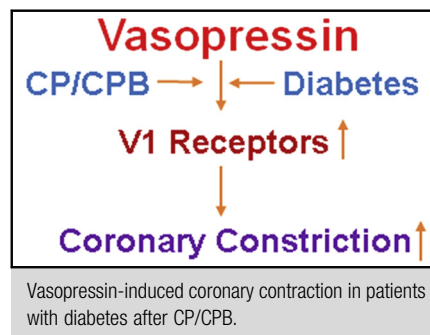 Vasopressin
CP/CPB Diabetes
V1 Receptors
Coronary Constriction
Vasopressin-induced coronary contraction in patients
with diabetes after CP/CPB.